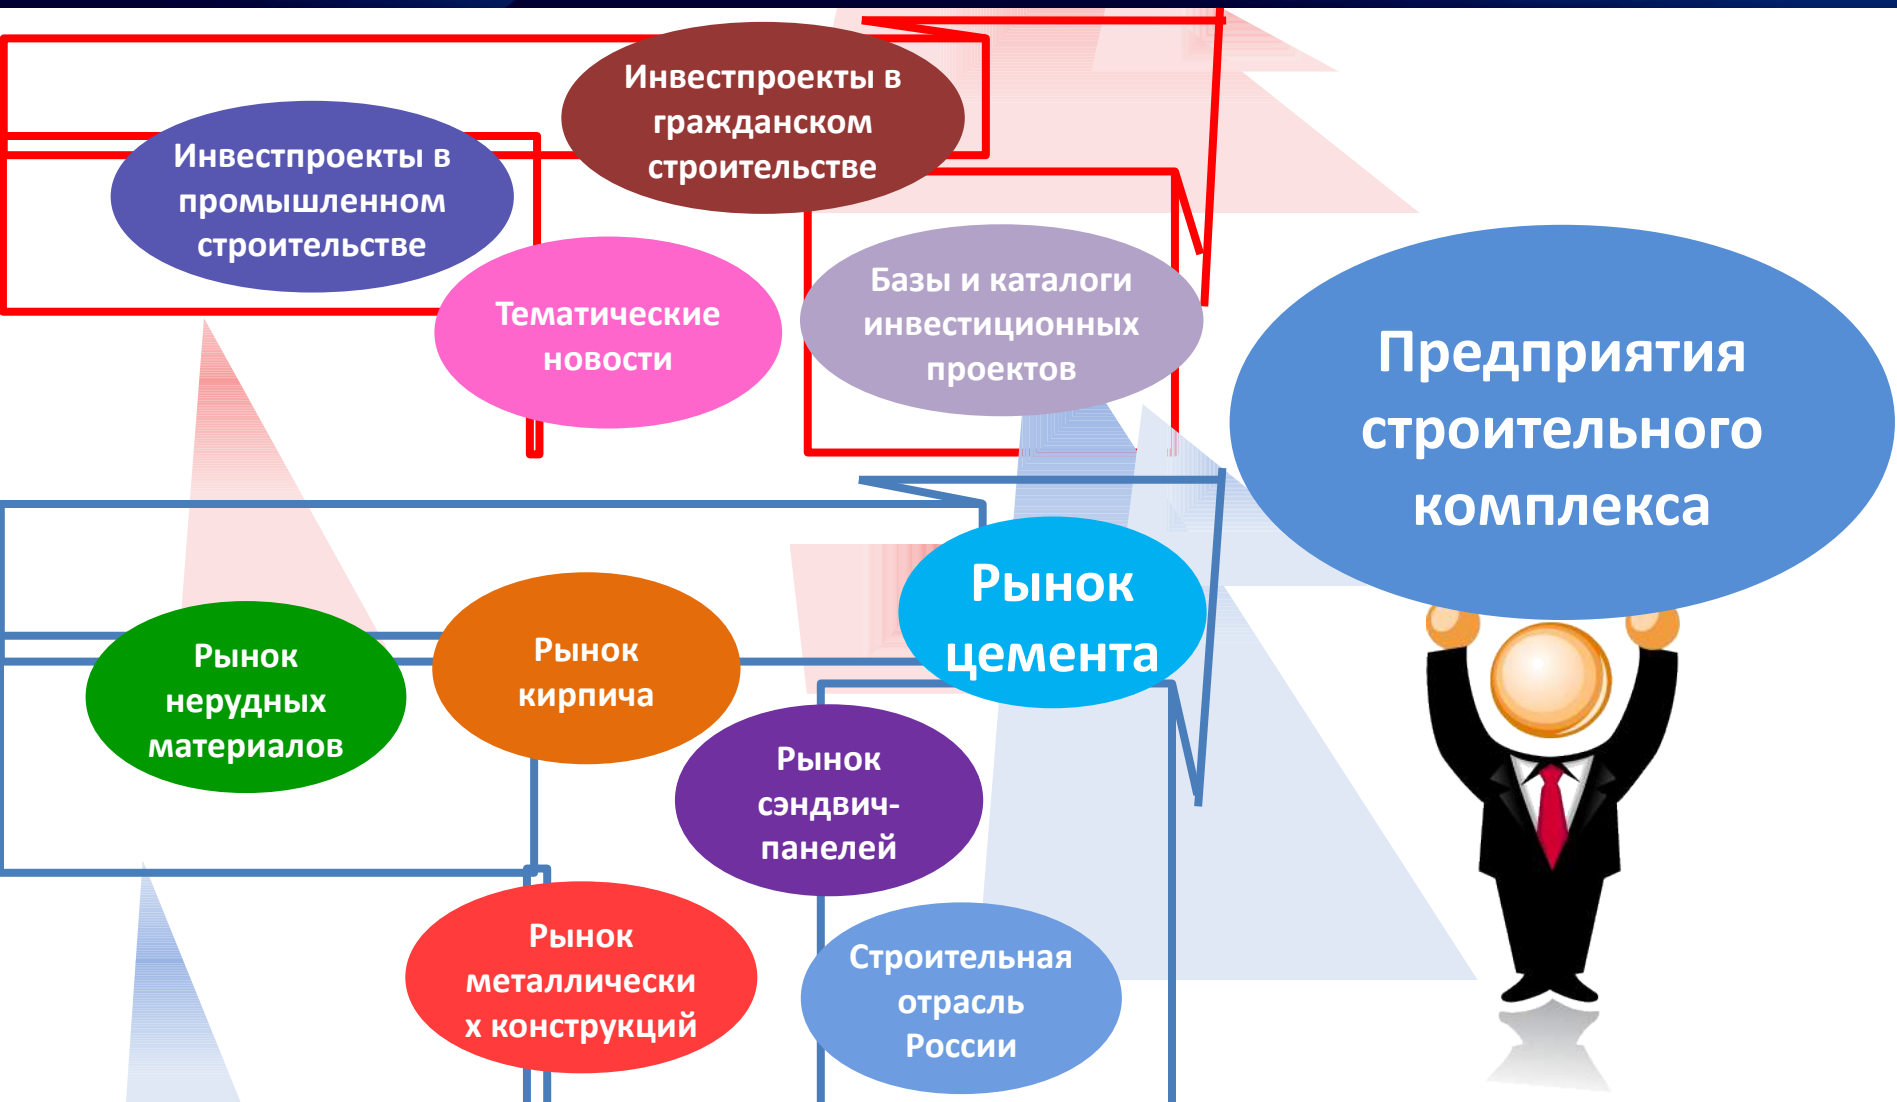 Инвестпроекты в
гражданском
строительстве
Инвестпроекты в
промышленном
строительстве
Тематические
новости
Базы и каталоги
инвестиционных
проектов
Предприятия
строительного
комплекса
Рынок
цемента
Рынок
нерудных
материалов
Рынок
кирпича
Рынок
сэндвич-
панелей
Рынок
металлически
х конструкций
Строительная
отрасль
России